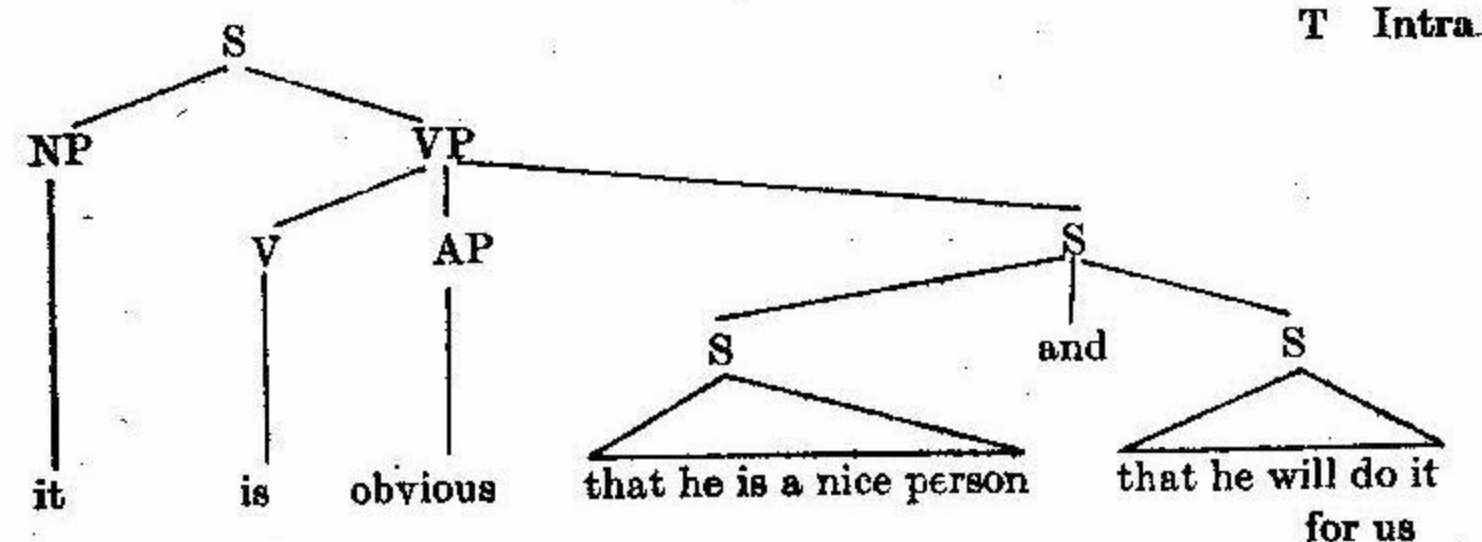 T Intra.
S
NP VP
V AP S
S and S
it is obvious that he is a nice person that he will do it
for us